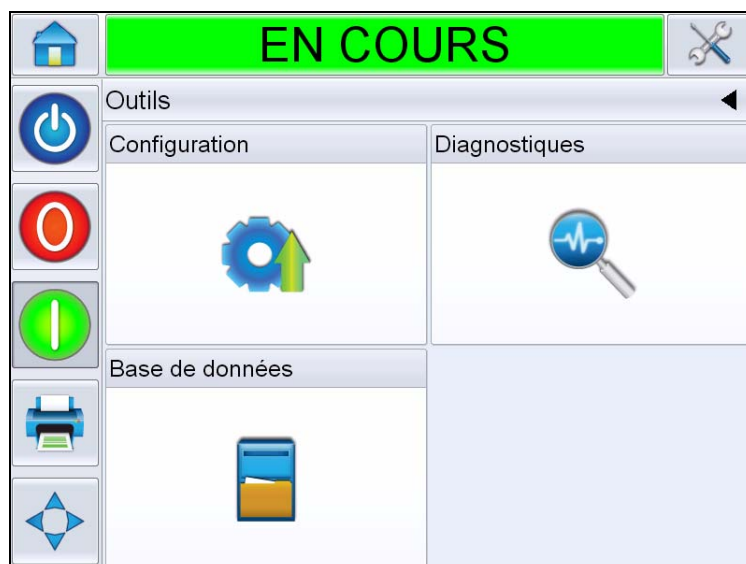 EN COURS
Outils
Configuration
Diagnostiques
Base de données